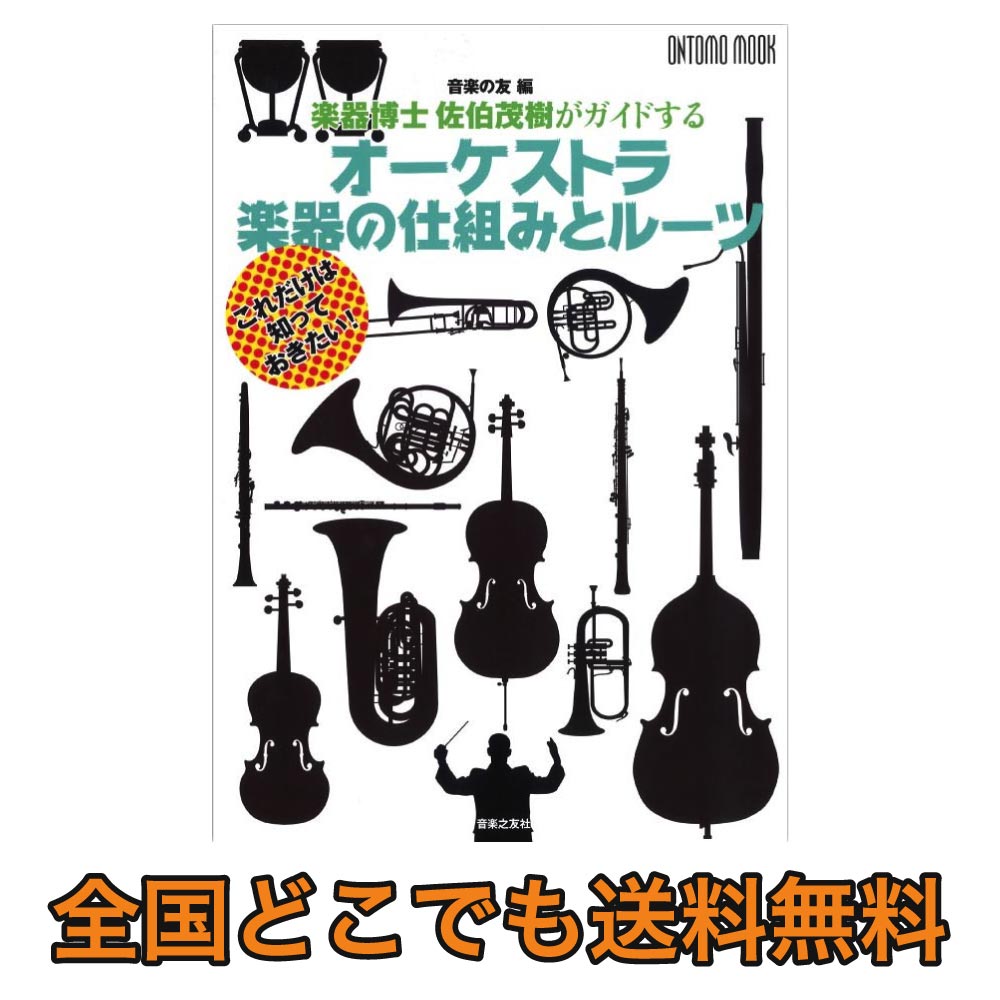 ONTOMO MOOK
音楽の友 編
楽器博士 佐伯茂樹がガイドする
オーケストラ
楽器の仕組みとルーツ
これだけは
知って
おきたい!
音楽之友社
全国どこでも送料無料